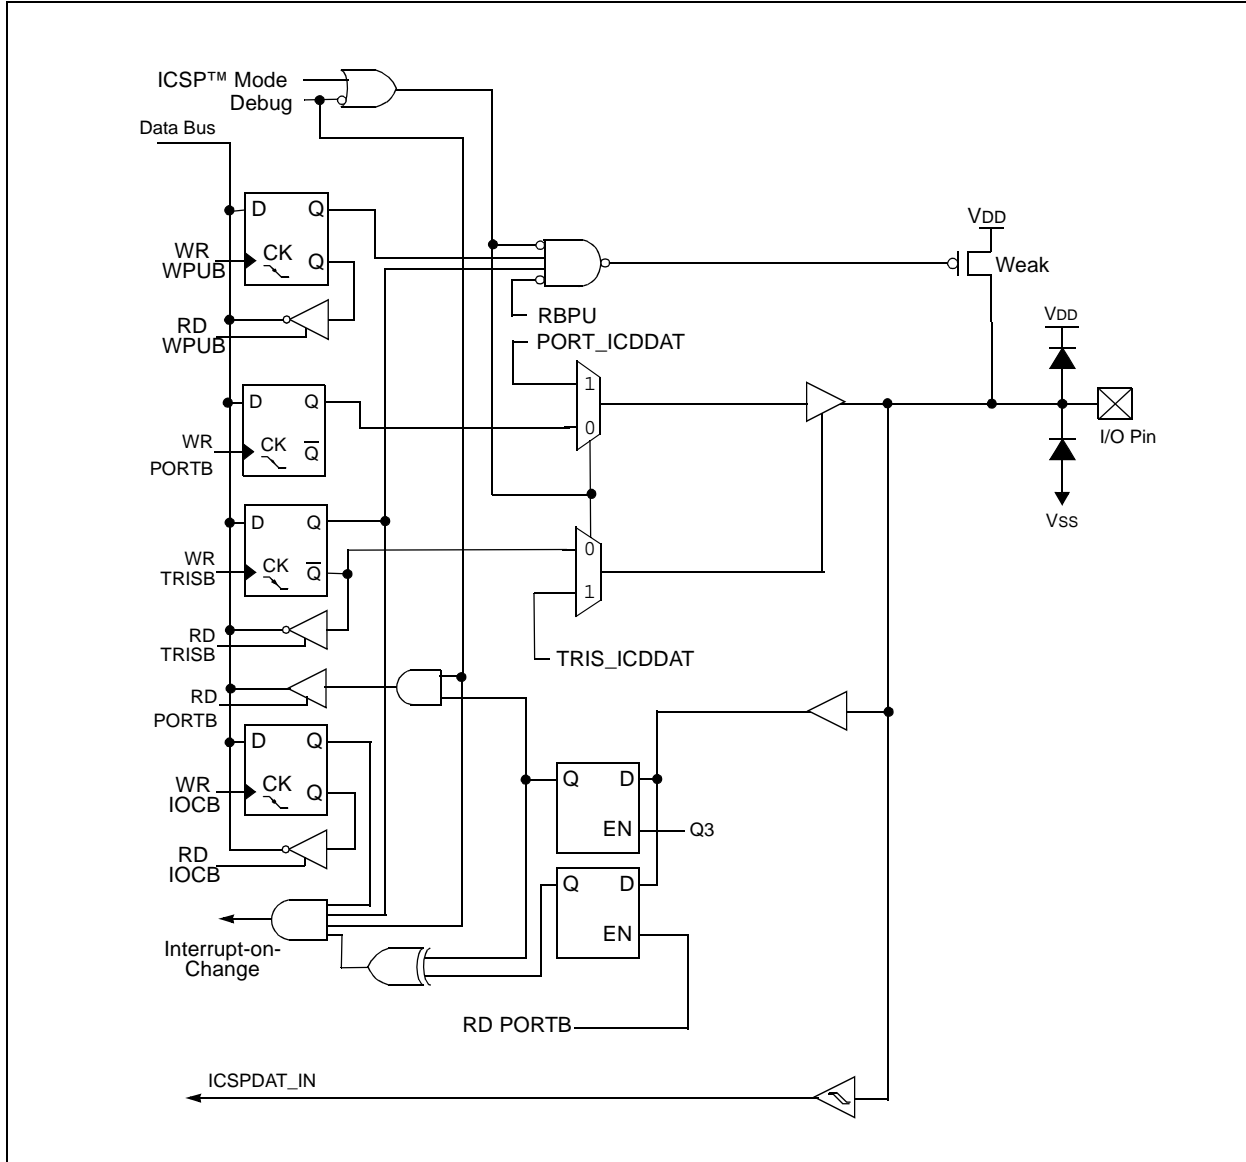 ICSP™ Mode
Debug
Data Bus
D Q
WR
WPUB
CK
Q
RD
WPUB
VDD
Weak
RBPU
PORT_ICDDAT
VDD
1
0
D Q
WR
PORTB
CK
Q̅
I/O Pin
VSS
D Q
WR
TRISB
CK
Q̅
0
1
RD
TRISB
TRIS_ICDDAT
RD
PORTB
D Q
WR
IOCB
CK
Q
Q D
EN
Q3
RD
IOCB
Q D
EN
Interrupt-on-
Change
RD PORTB
ICSPDAT_IN